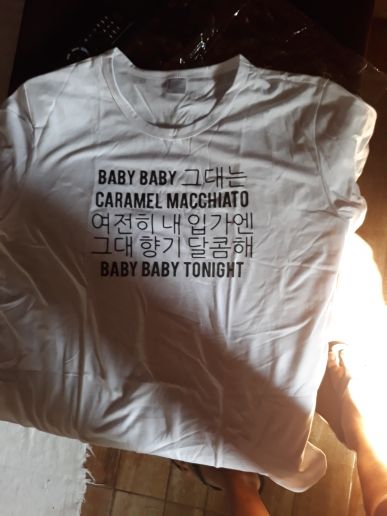 BABY BABY 그대는
CARAMEL MACCHIATO
여전히 내 입가엔
그대 향기 달콤해
BABY BABY TONIGHT